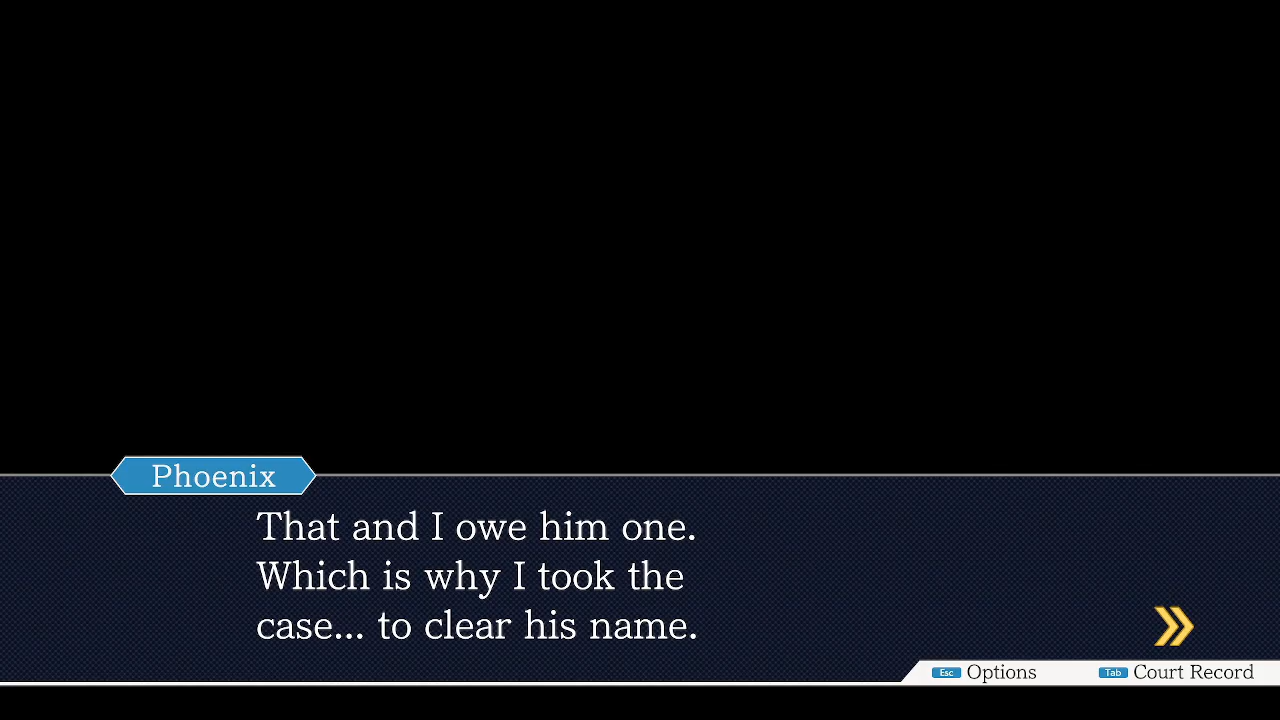 Phoenix
That and I owe him one.
Which is why I took the
case... to clear his name.
Esc Options Tab Court Record